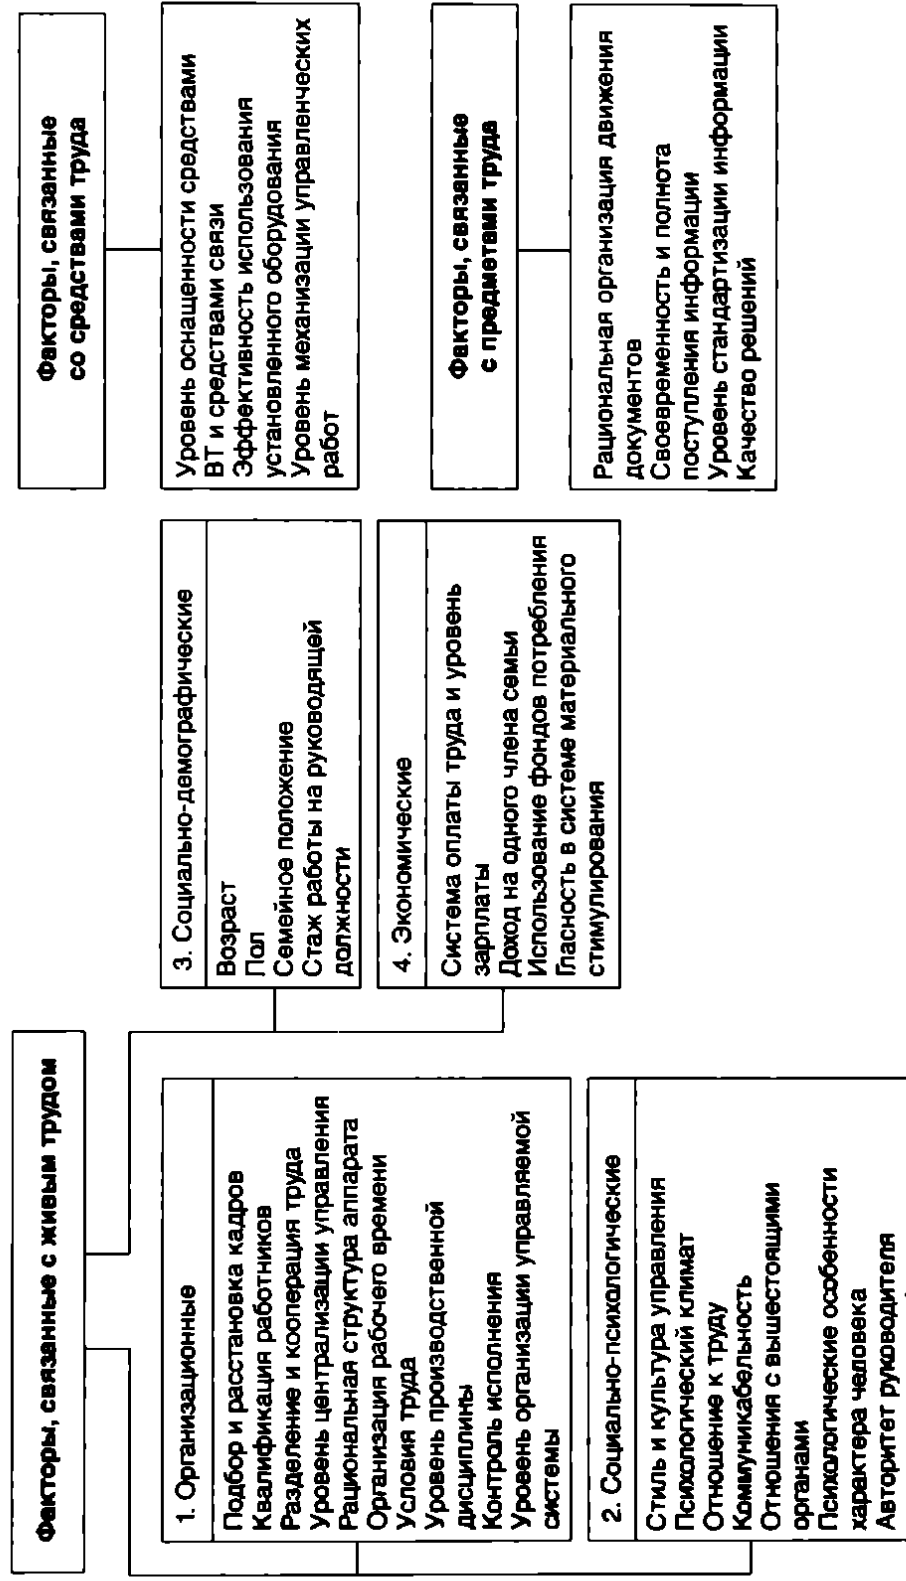 Факторы, связанные с живым трудом
1. Организационные
Подбор и расстановка кадров
Квалификация работников
Разделение и кооперация труда
Уровень централизации управления
Рациональная структура аппарата
Организация рабочего времени
Условия труда
Уровень производственной
дисциплины
Контроль исполнения
Уровень организации управляемой
системы
2. Социально-психологические
Стиль и культура управления
Психологический климат
Отношение к труду
Коммуникабельность
Отношения с вышестоящими
органами
Психологические особенности
характера человека
Авторитет руководителя
3. Социально-демографические
Возраст
Пол
Семейное положение
Стаж работы на руководящей
должности
4. Экономические
Система оплаты труда и уровень
зарплаты
Доход на одного члена семьи
Использование фондов потребления
Гласность в системе материального
стимулирования
Факторы, связанные
со средствами труда
Уровень оснащенности средствами
ВТ и средствами связи
Эффективность использования
установленного оборудования
Уровень механизации управленческих
работ
Факторы, связанные
с предметами труда
Рациональная организация движения
документов
Своевременность и полнота
поступления информации
Уровень стандартизации информации
Качество решений